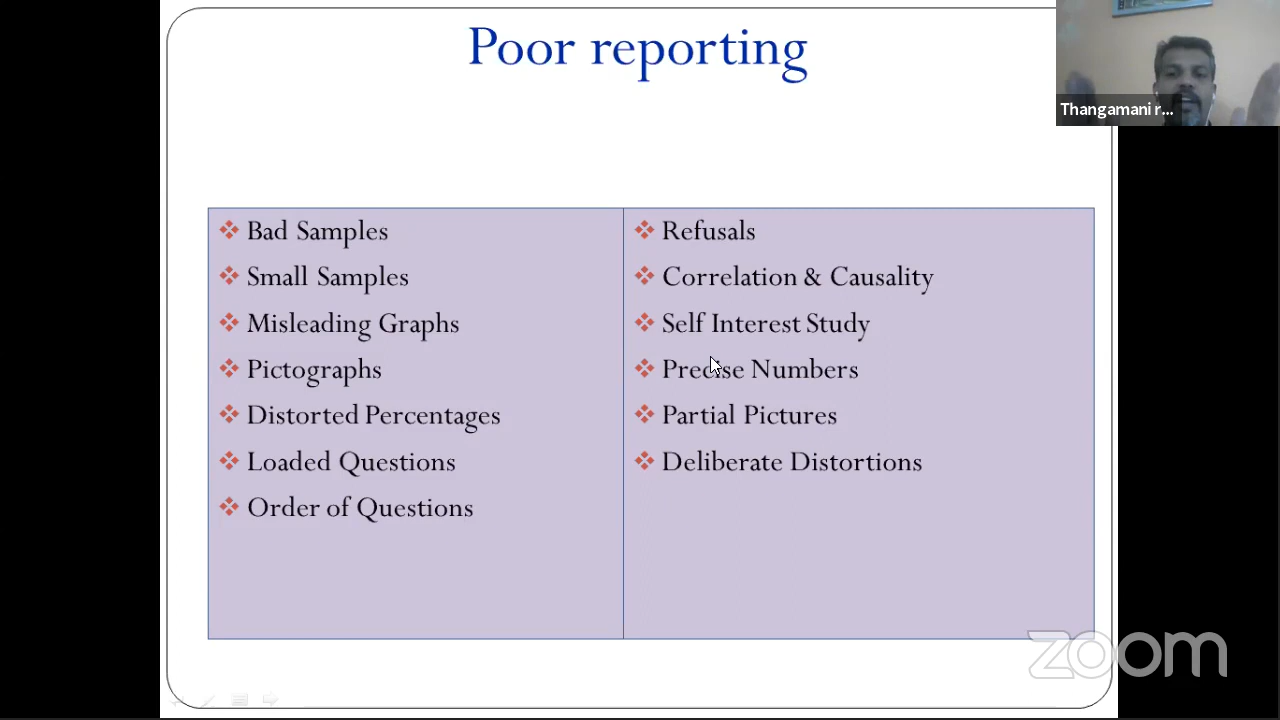 Poor reporting
Thangamani r...
Bad Samples
Small Samples
Misleading Graphs
Pictographs
Distorted Percentages
Loaded Questions
Order of Questions
Refusals
Correlation & Causality
Self Interest Study
Precise Numbers
Partial Pictures
Deliberate Distortions
zoom